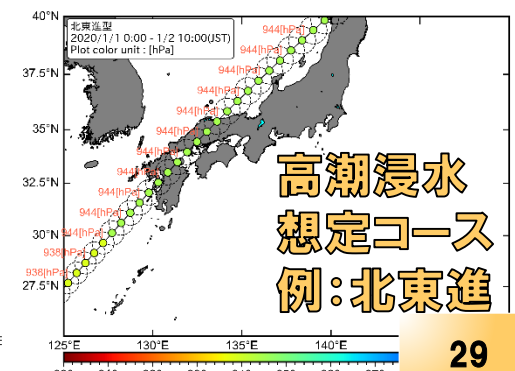 北東進型
2020/1/1 0:00 - 1/2 10:00(JST)
Plot color unit : [hPa]
40°N
944[hPa]
944[hPa]
37.5°N
944[hPa]
944[hPa]
35°N
944[hPa]
944[hPa]
944[hPa]
32.5°N
944[hPa]
944[hPa]
30°N
938[hPa]
938[hPa]
27.5°N
125°E
130°E
135°E
140°E
高潮浸水
想定コース
例：北東進
29